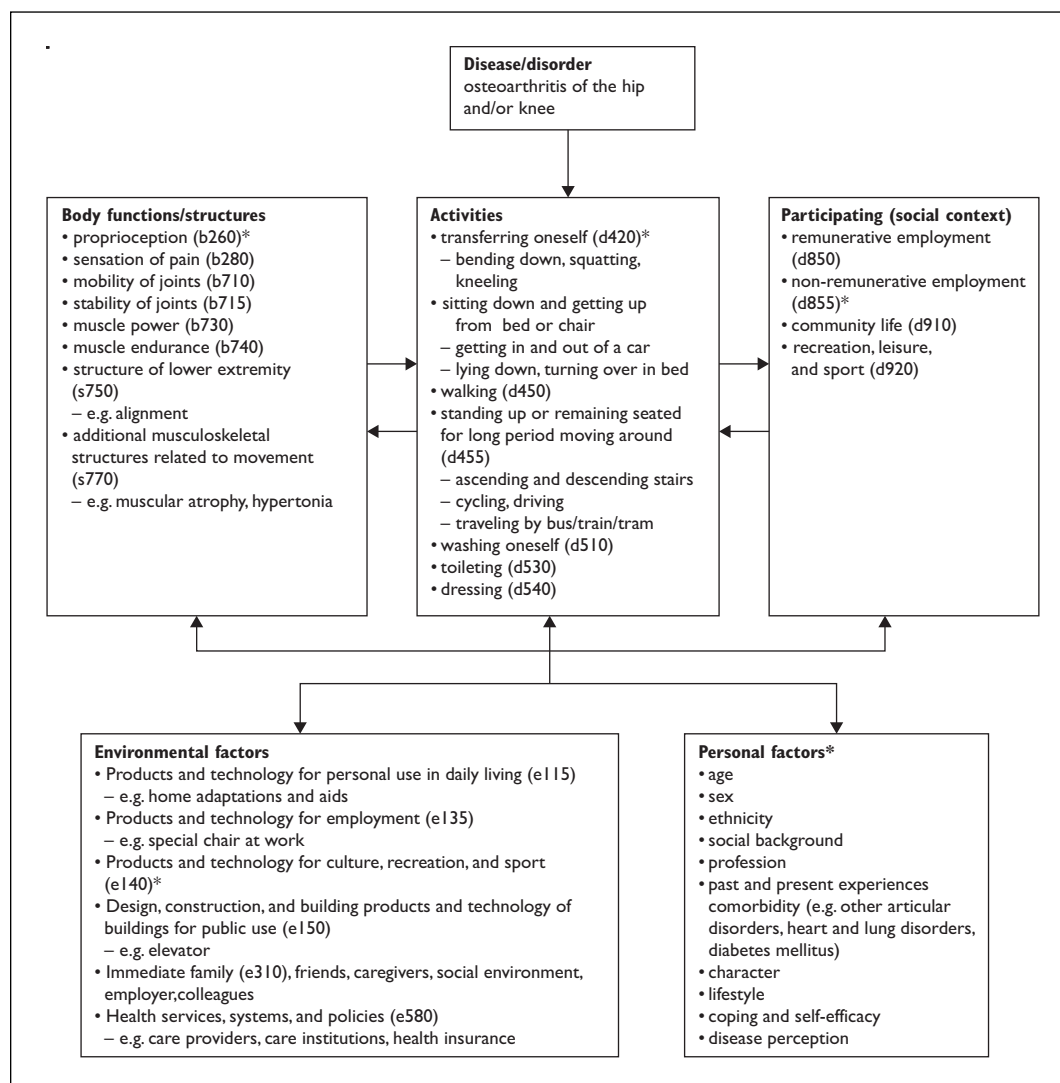 Disease/disorder
osteoarthritis of the hip
and/or knee
Body functions/structures
• proprioception (b260)*
• sensation of pain (b280)
• mobility of joints (b710)
• stability of joints (b715)
• muscle power (b730)
• muscle endurance (b740)
• structure of lower extremity
(s750)
– e.g. alignment
• additional musculoskeletal
structures related to movement
(s770)
– e.g. muscular atrophy, hypertonia
Activities
• transferring oneself (d420)*
– bending down, squatting,
kneeling
• sitting down and getting up
from bed or chair
– getting in and out of a car
– lying down, turning over in bed
• walking (d450)
• standing up or remaining seated
for long period moving around
(d455)
– ascending and descending stairs
– cycling, driving
– traveling by bus/train/tram
• washing oneself (d510)
• toileting (d530)
• dressing (d540)
Participating (social context)
• remunerative employment
(d850)
• non-remunerative employment
(d855)*
• community life (d910)
• recreation, leisure,
and sport (d920)
Environmental factors
• Products and technology for personal use in daily living (e115)
– e.g. home adaptations and aids
• Products and technology for employment (e135)
– e.g. special chair at work
• Products and technology for culture, recreation, and sport
(e140)*
• Design, construction, and building products and technology of
buildings for public use (e150)
– e.g. elevator
• Immediate family (e310), friends, caregivers, social environment,
employer,colleagues
• Health services, systems, and policies (e580)
– e.g. care providers, care institutions, health insurance
Personal factors*
• age
• sex
• ethnicity
• social background
• profession
• past and present experiences
comorbidity (e.g. other articular
disorders, heart and lung disorders,
diabetes mellitus)
• character
• lifestyle
• coping and self-efficacy
• disease perception